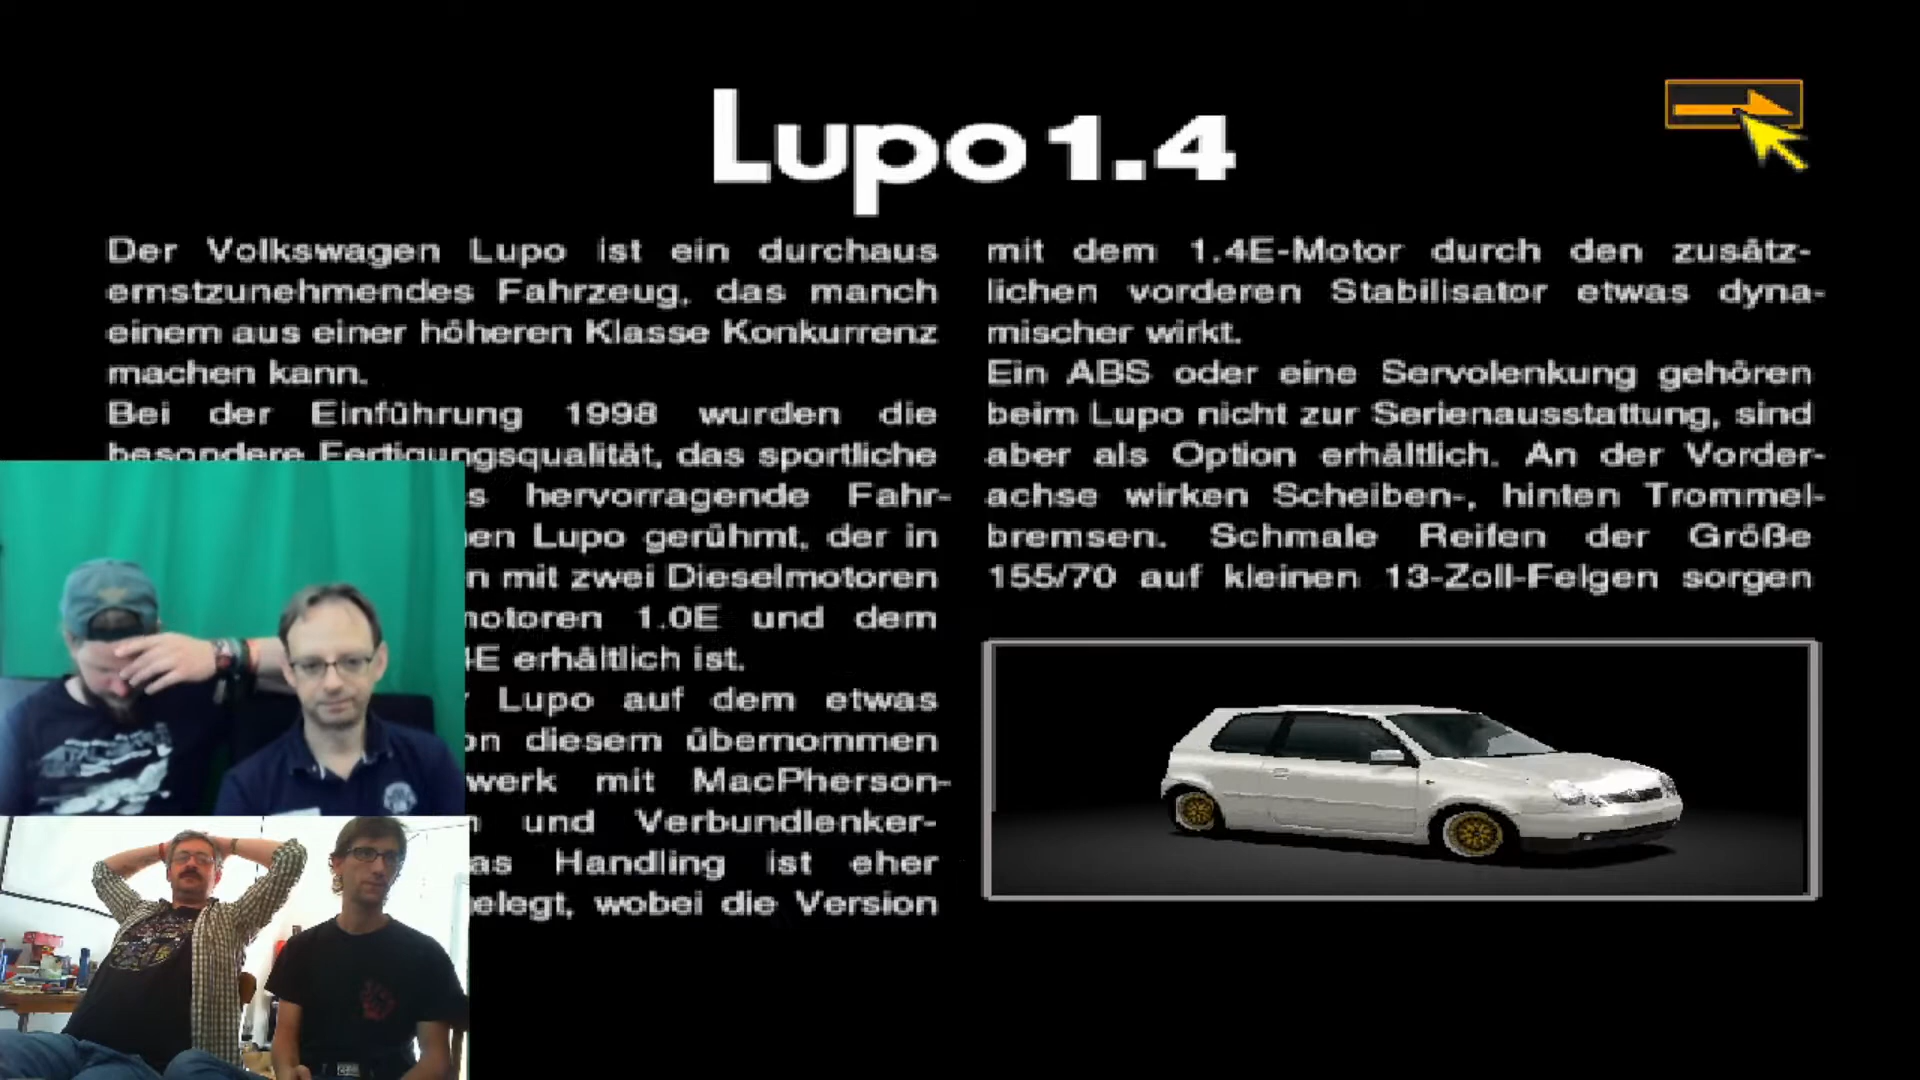 Lupo 1.4
Der Volkswagen Lupo ist ein durchaus
ernstzunehmendes Fahrzeug, das manch
einem aus einer höheren Klasse Konkurrenz
machen kann.
Bei der Einführung 1998 wurden die
besondere Fertigungsqualität, das sportliche
hervorragende Fahr-
Lupo gerühmt, der in
mit zwei Dieselmotoren
1.0E und dem
erhältlich ist.
Lupo auf dem etwas
diesem übernommen
mit MacPherson-
und Verbundlenker-
Handling ist eher
wobei die Version
mit dem 1.4E-Motor durch den zusätz-
lichen vorderen Stabilisator etwas dyna-
mischer wirkt.
Ein ABS oder eine Servolenkung gehören
beim Lupo nicht zur Serienausstattung, sind
aber als Option erhältlich. An der Vorder-
achse wirken Scheiben-, hinten Trommel-
bremsen. Schmale Reifen der Größe
155/70 auf kleinen 13-Zoll-Felgen sorgen